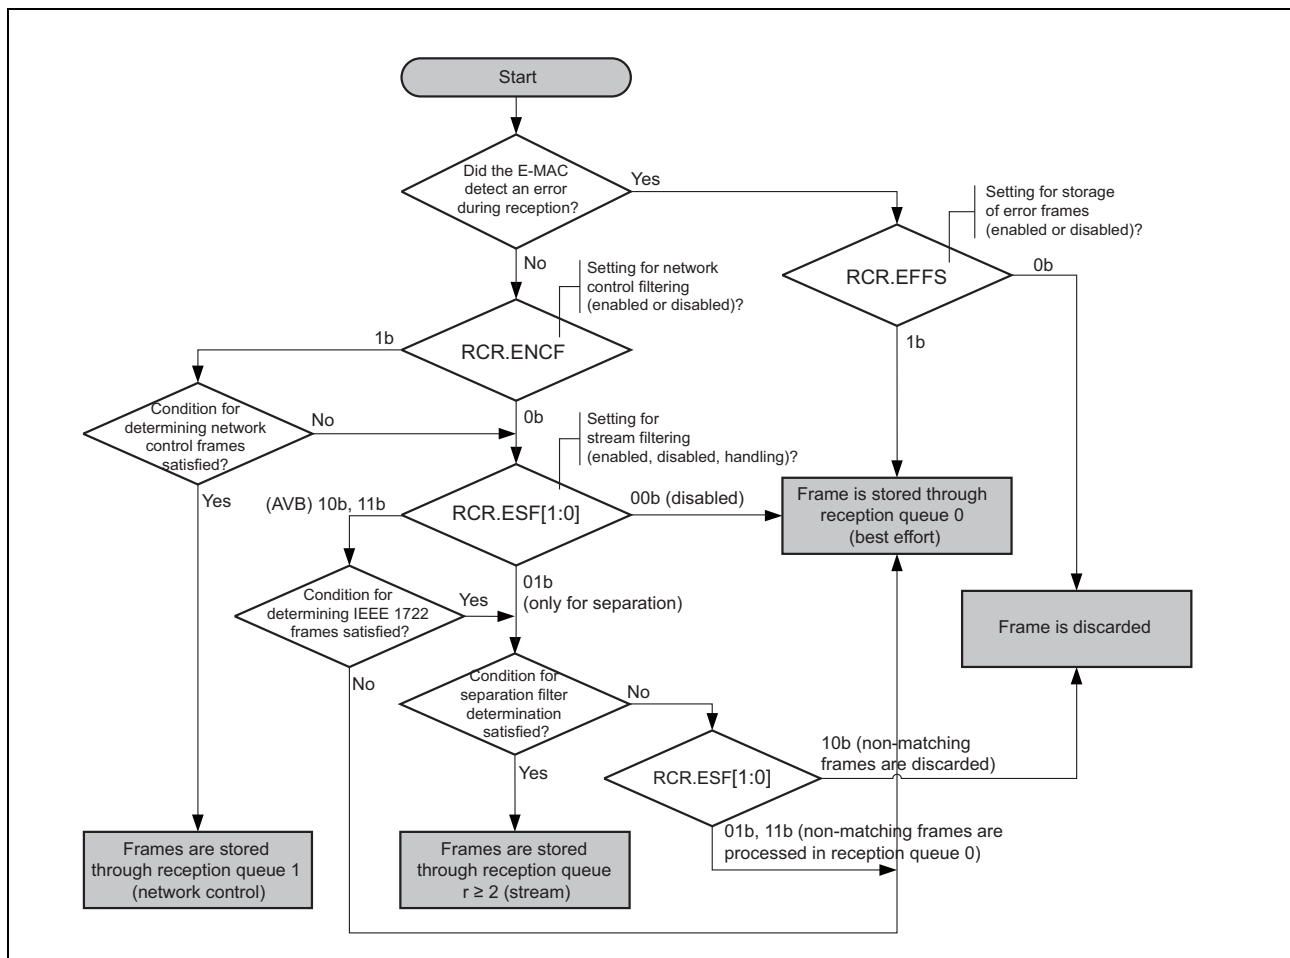 Start
Did the E-MAC
detect an error
during reception?
Yes
No
Setting for storage
of error frames
(enabled or disabled)?
RCR.EFFS
0b
1b
Setting for network
control filtering
(enabled or disabled)?
RCR.ENCF
1b
0b
Condition for
determining network
control frames
satisfied?
No
Yes
Setting for
stream filtering
(enabled, disabled, handling)?
RCR.ESF[1:0]
(AVB) 10b, 11b
00b (disabled)
01b
(only for separation)
Frame is stored through
reception queue 0
(best effort)
Condition for
determining IEEE 1722
frames satisfied?
Yes
No
Frame is discarded
Condition for
separation filter
determination
satisfied?
No
Yes
RCR.ESF[1:0]
10b (non-matching
frames are discarded)
01b, 11b (non-matching frames are
processed in reception queue 0)
Frames are stored
through reception queue 1
(network control)
Frames are stored
through reception queue
r ≥ 2 (stream)